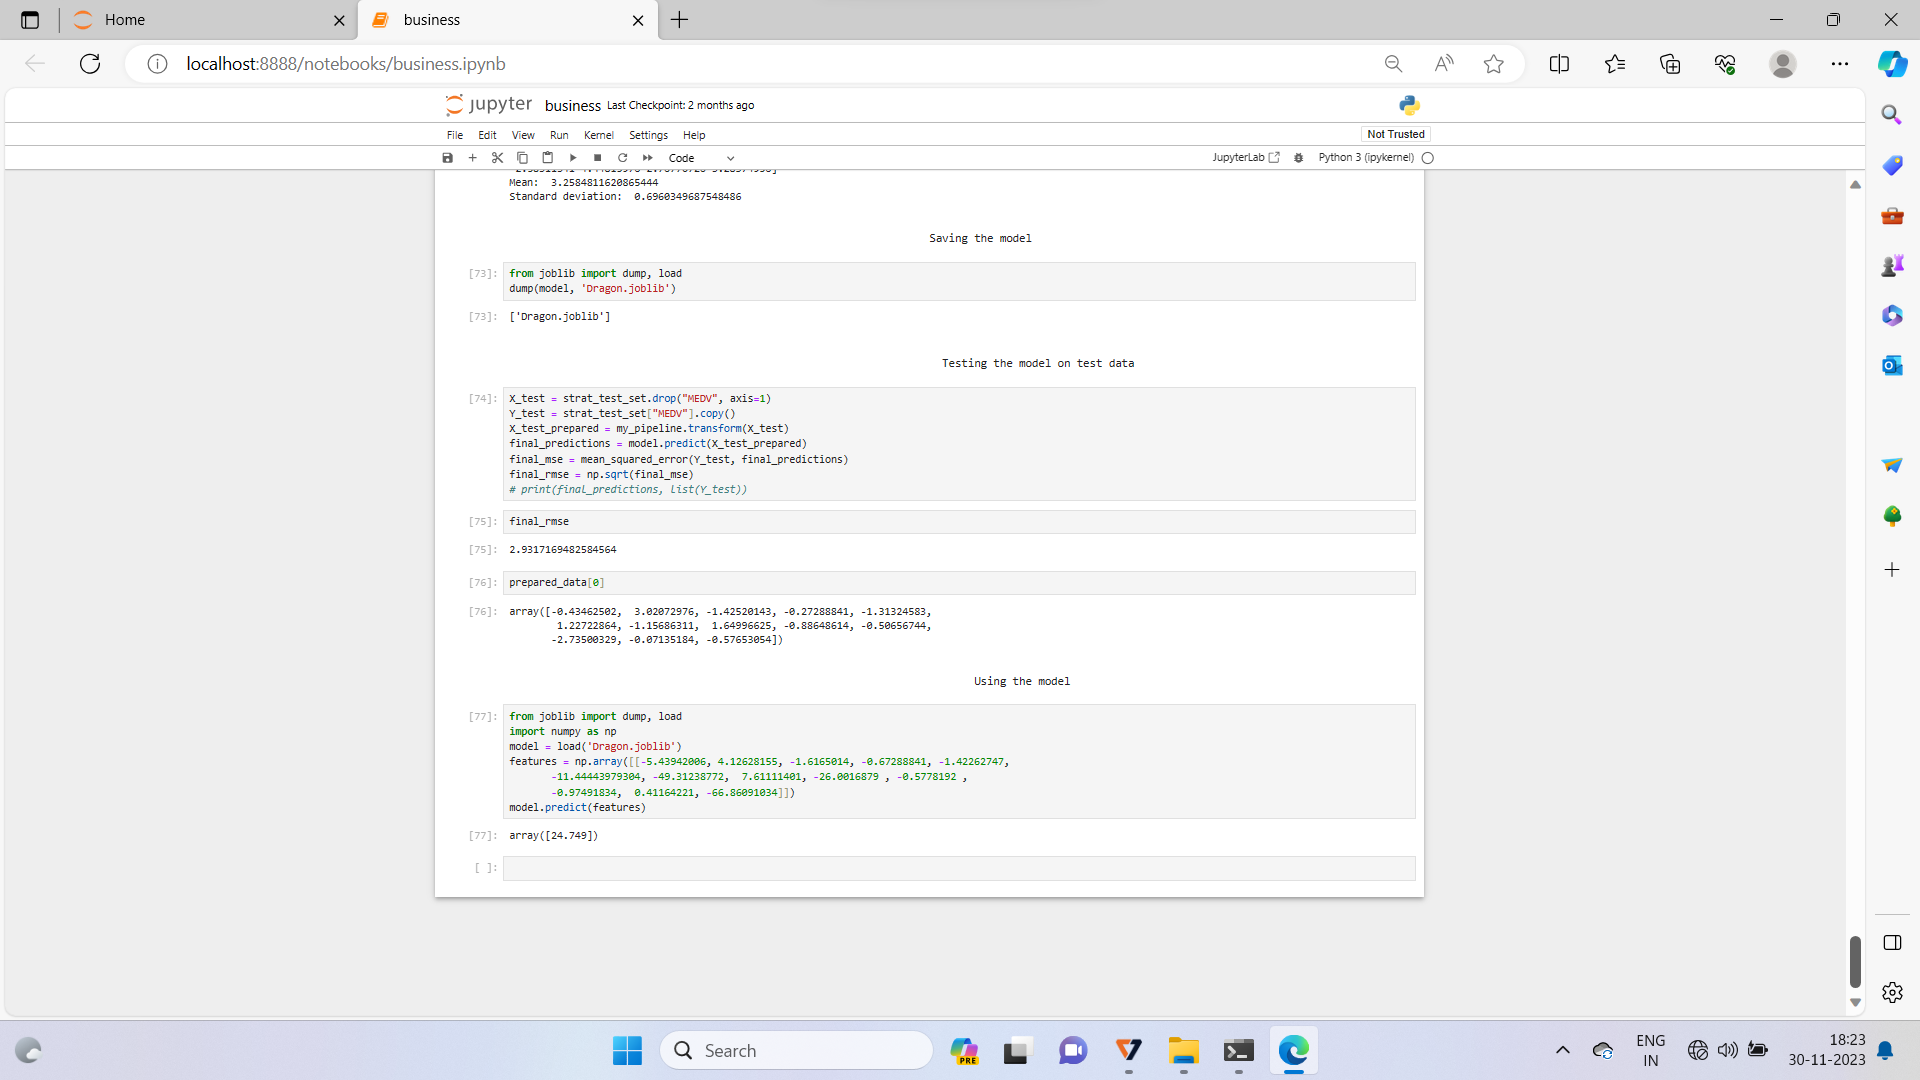 Home
business
localhost:8888/notebooks/business.ipynb
jupyter business Last Checkpoint: 2 months ago
File Edit View Run Kernel Settings Help
Not Trusted
Code
JupyterLab
Python 3 (ipykernel)
Mean:  3.2584811620865444
Standard deviation:  0.6960349687548486
Saving the model
[73]: from joblib import dump, load
dump(model, 'Dragon.joblib')
[73]: ['Dragon.joblib']
Testing the model on test data
[74]: X_test = strat_test_set.drop("MEDV", axis=1)
Y_test = strat_test_set["MEDV"].copy()
X_test_prepared = my_pipeline.transform(X_test)
final_predictions = model.predict(X_test_prepared)
final_mse = mean_squared_error(Y_test, final_predictions)
final_rmse = np.sqrt(final_mse)
# print(final_predictions, list(Y_test))
[75]: final_rmse
[75]: 2.9317169482584564
[76]: prepared_data[0]
[76]: array([-0.43462502,  3.02072976, -1.42520143, -0.27288841, -1.31324583,
1.22722864, -1.15686311,  1.64996625, -0.88648614, -0.50656744,
-2.73500329, -0.07135184, -0.57653054])
Using the model
[77]: from joblib import dump, load
import numpy as np
model = load('Dragon.joblib')
features = np.array([[-5.43942006, 4.12628155, -1.6165014, -0.67288841, -1.42262747,
-11.44443979304, -49.31238772,  7.61111401, -26.0016879 , -0.5778192 ,
-0.97491834,  0.41164221, -66.86091034]])
model.predict(features)
[77]: array([24.749])
[ ]:
Search
PRE
ENG
IN
18:23
30-11-2023